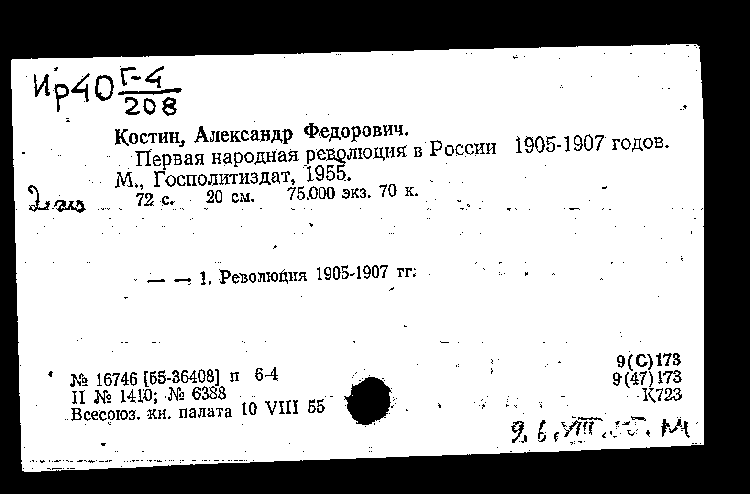 Ир40 Г-4/208
Костин, Александр Федорович.
Первая народная революция в России 1905-1907 годов.
М., Госполитиздат, 1955.
72 с. 20 см. 75.000 экз. 70 к.
2 экз
— —, 1. Революция 1905-1907 гг.
9(С)173
№ 16746 [55-36408] п 6-4
9(47)173
II № 1410; № 6388
К723
Всесоюз. кн. палата 10 VIII 55